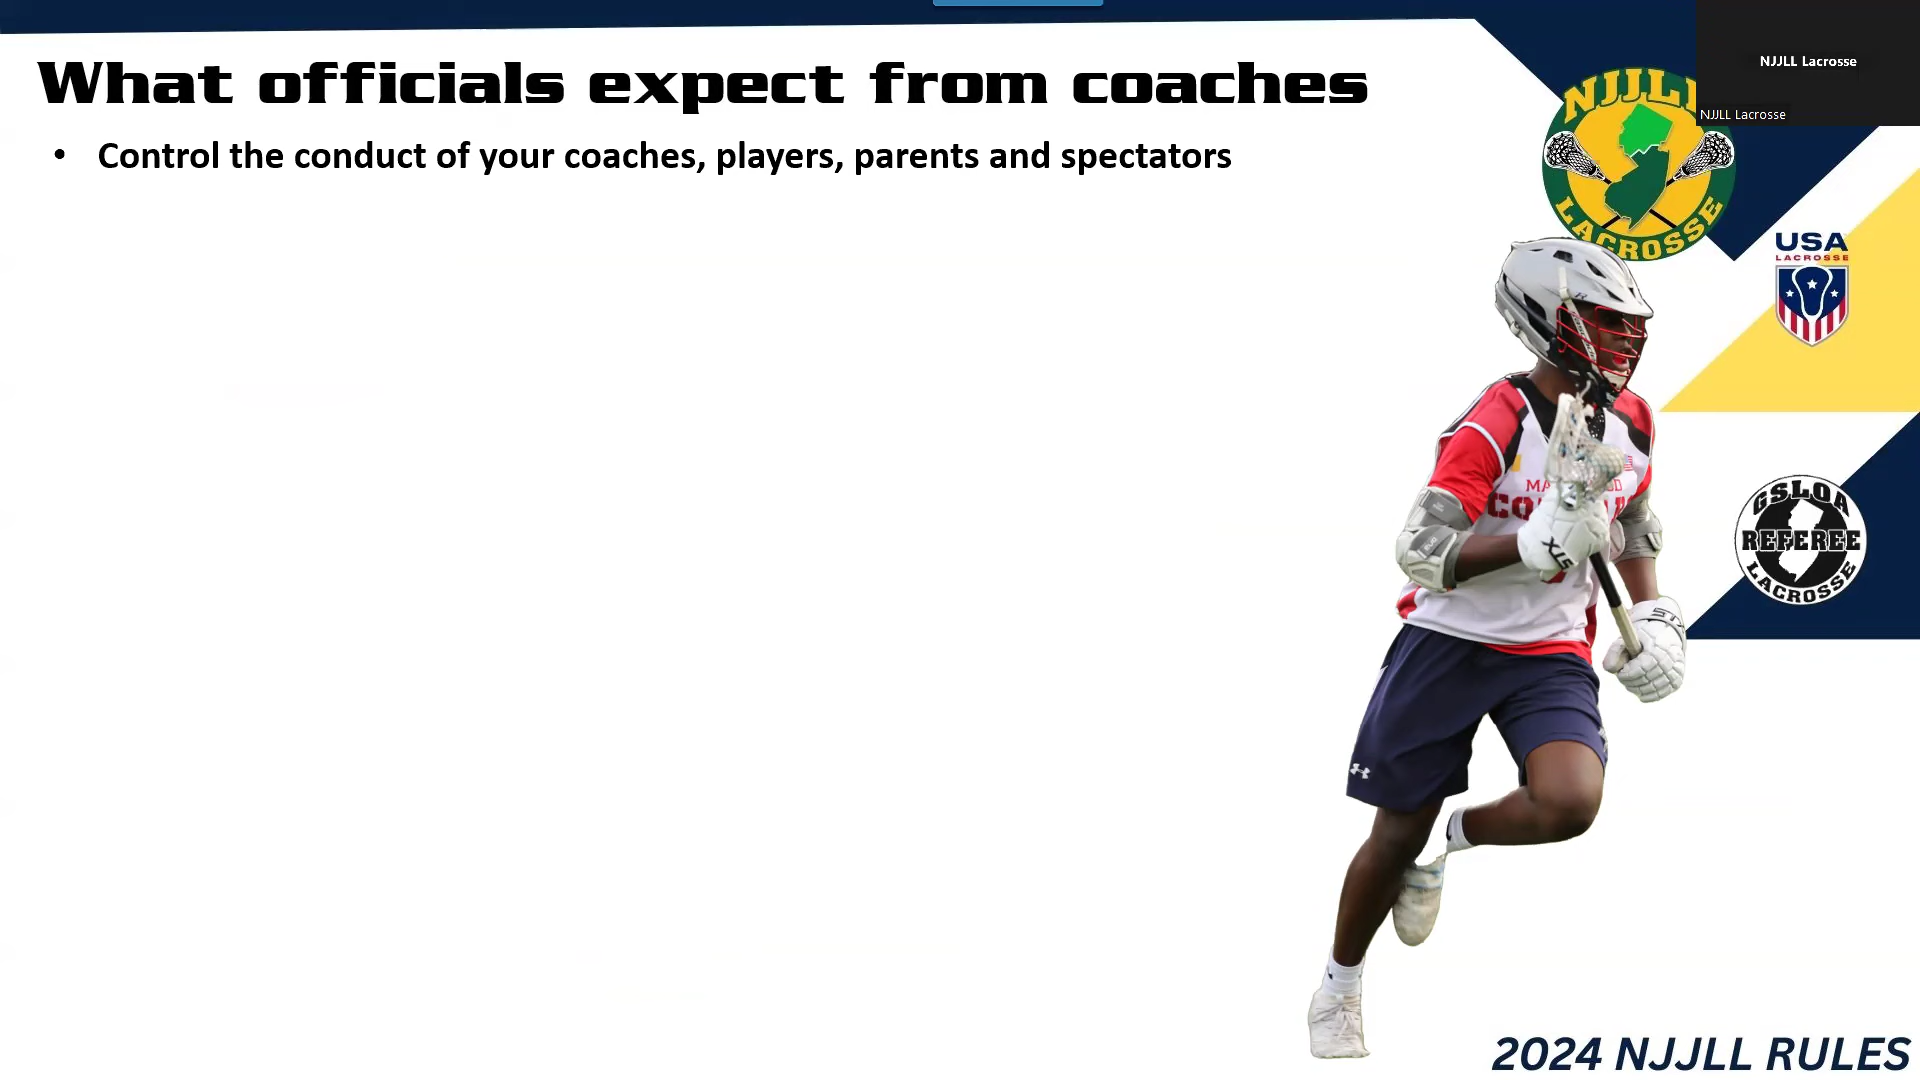 What officials expect from coaches
NJJLL Lacrosse
NJJLL Lacrosse
• Control the conduct of your coaches, players, parents and spectators
LACROSSE
USA
LACROSSE
GSLOA
REFEREE
LACROSSE
STX
2024 NJJLL RULES